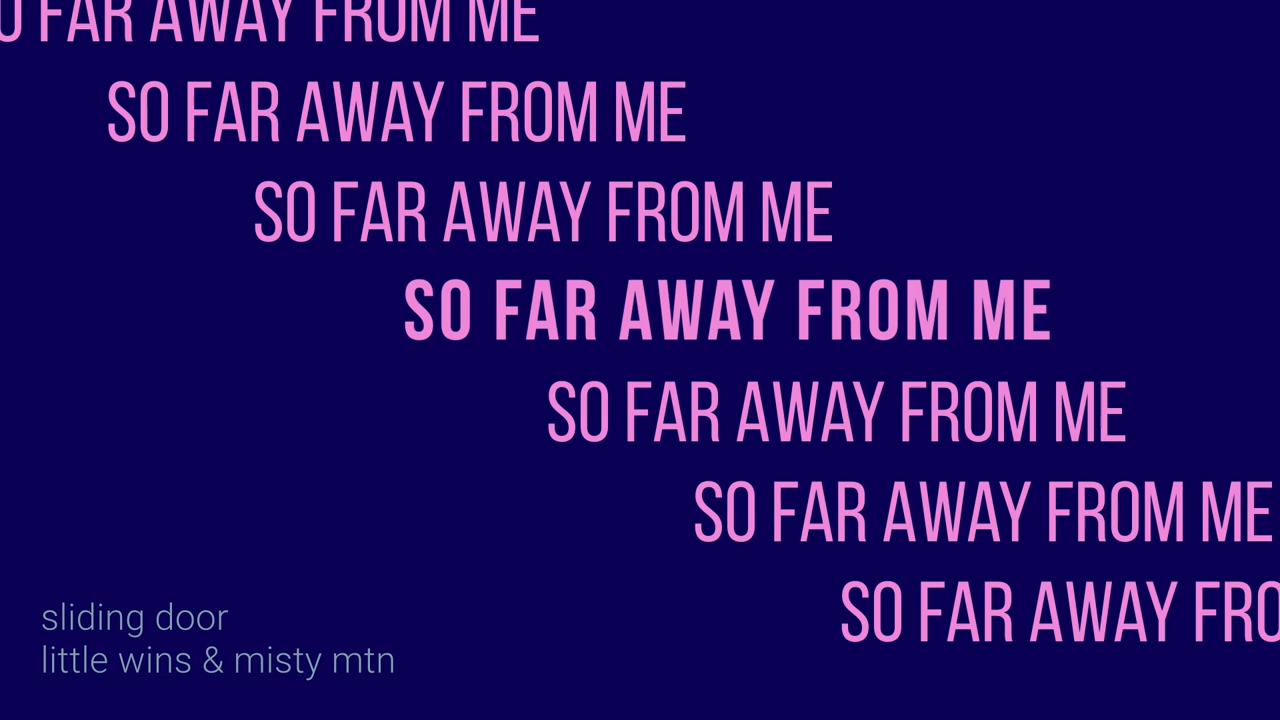 O FAR AWAY FROM ME
SO FAR AWAY FROM ME
SO FAR AWAY FROM ME
SO FAR AWAY FROM ME
SO FAR AWAY FROM ME
SO FAR AWAY FROM ME
SO FAR AWAY FRO
sliding door
little wins & misty mtn